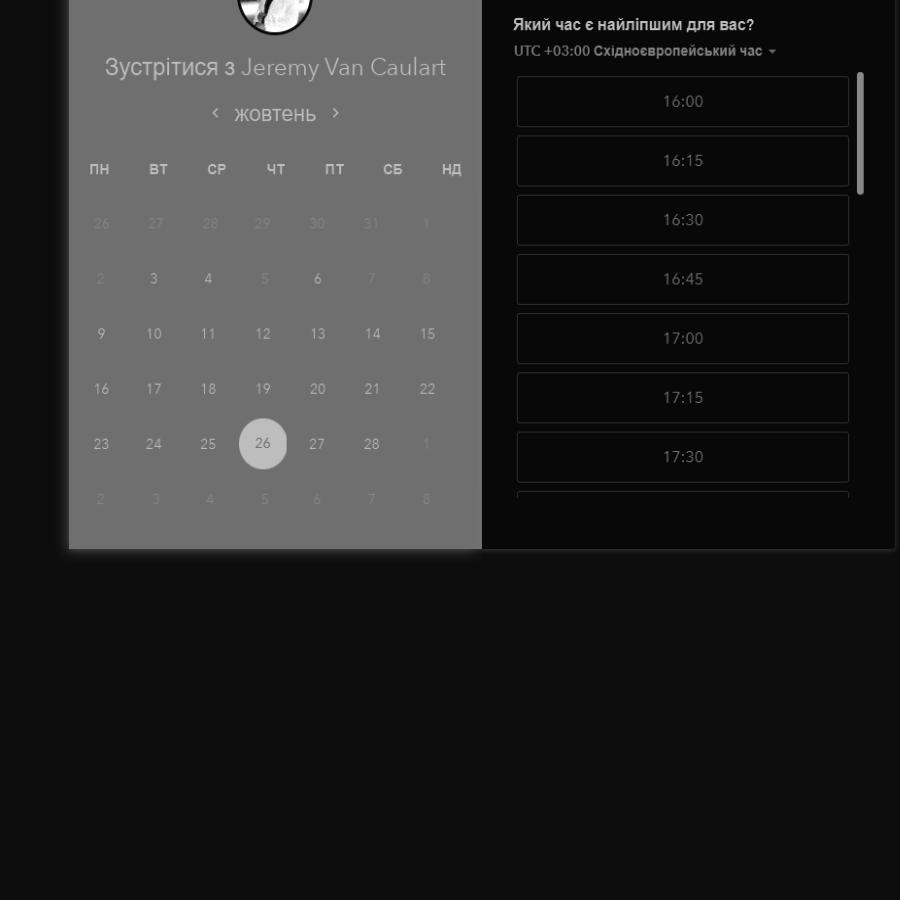 Зустрітися з Jeremy Van Caulart
жовтень
ПН ВТ СР ЧТ ПТ СБ НД
26 27 28 29 30 31 1
2 3 4 5 6 7 8
9 10 11 12 13 14 15
16 17 18 19 20 21 22
23 24 25 26 27 28 1
2 3 4 5 6 7 8
Який час є найліпшим для вас?
UTC +03:00 Східноєвропейський час
16:00
16:15
16:30
16:45
17:00
17:15
17:30